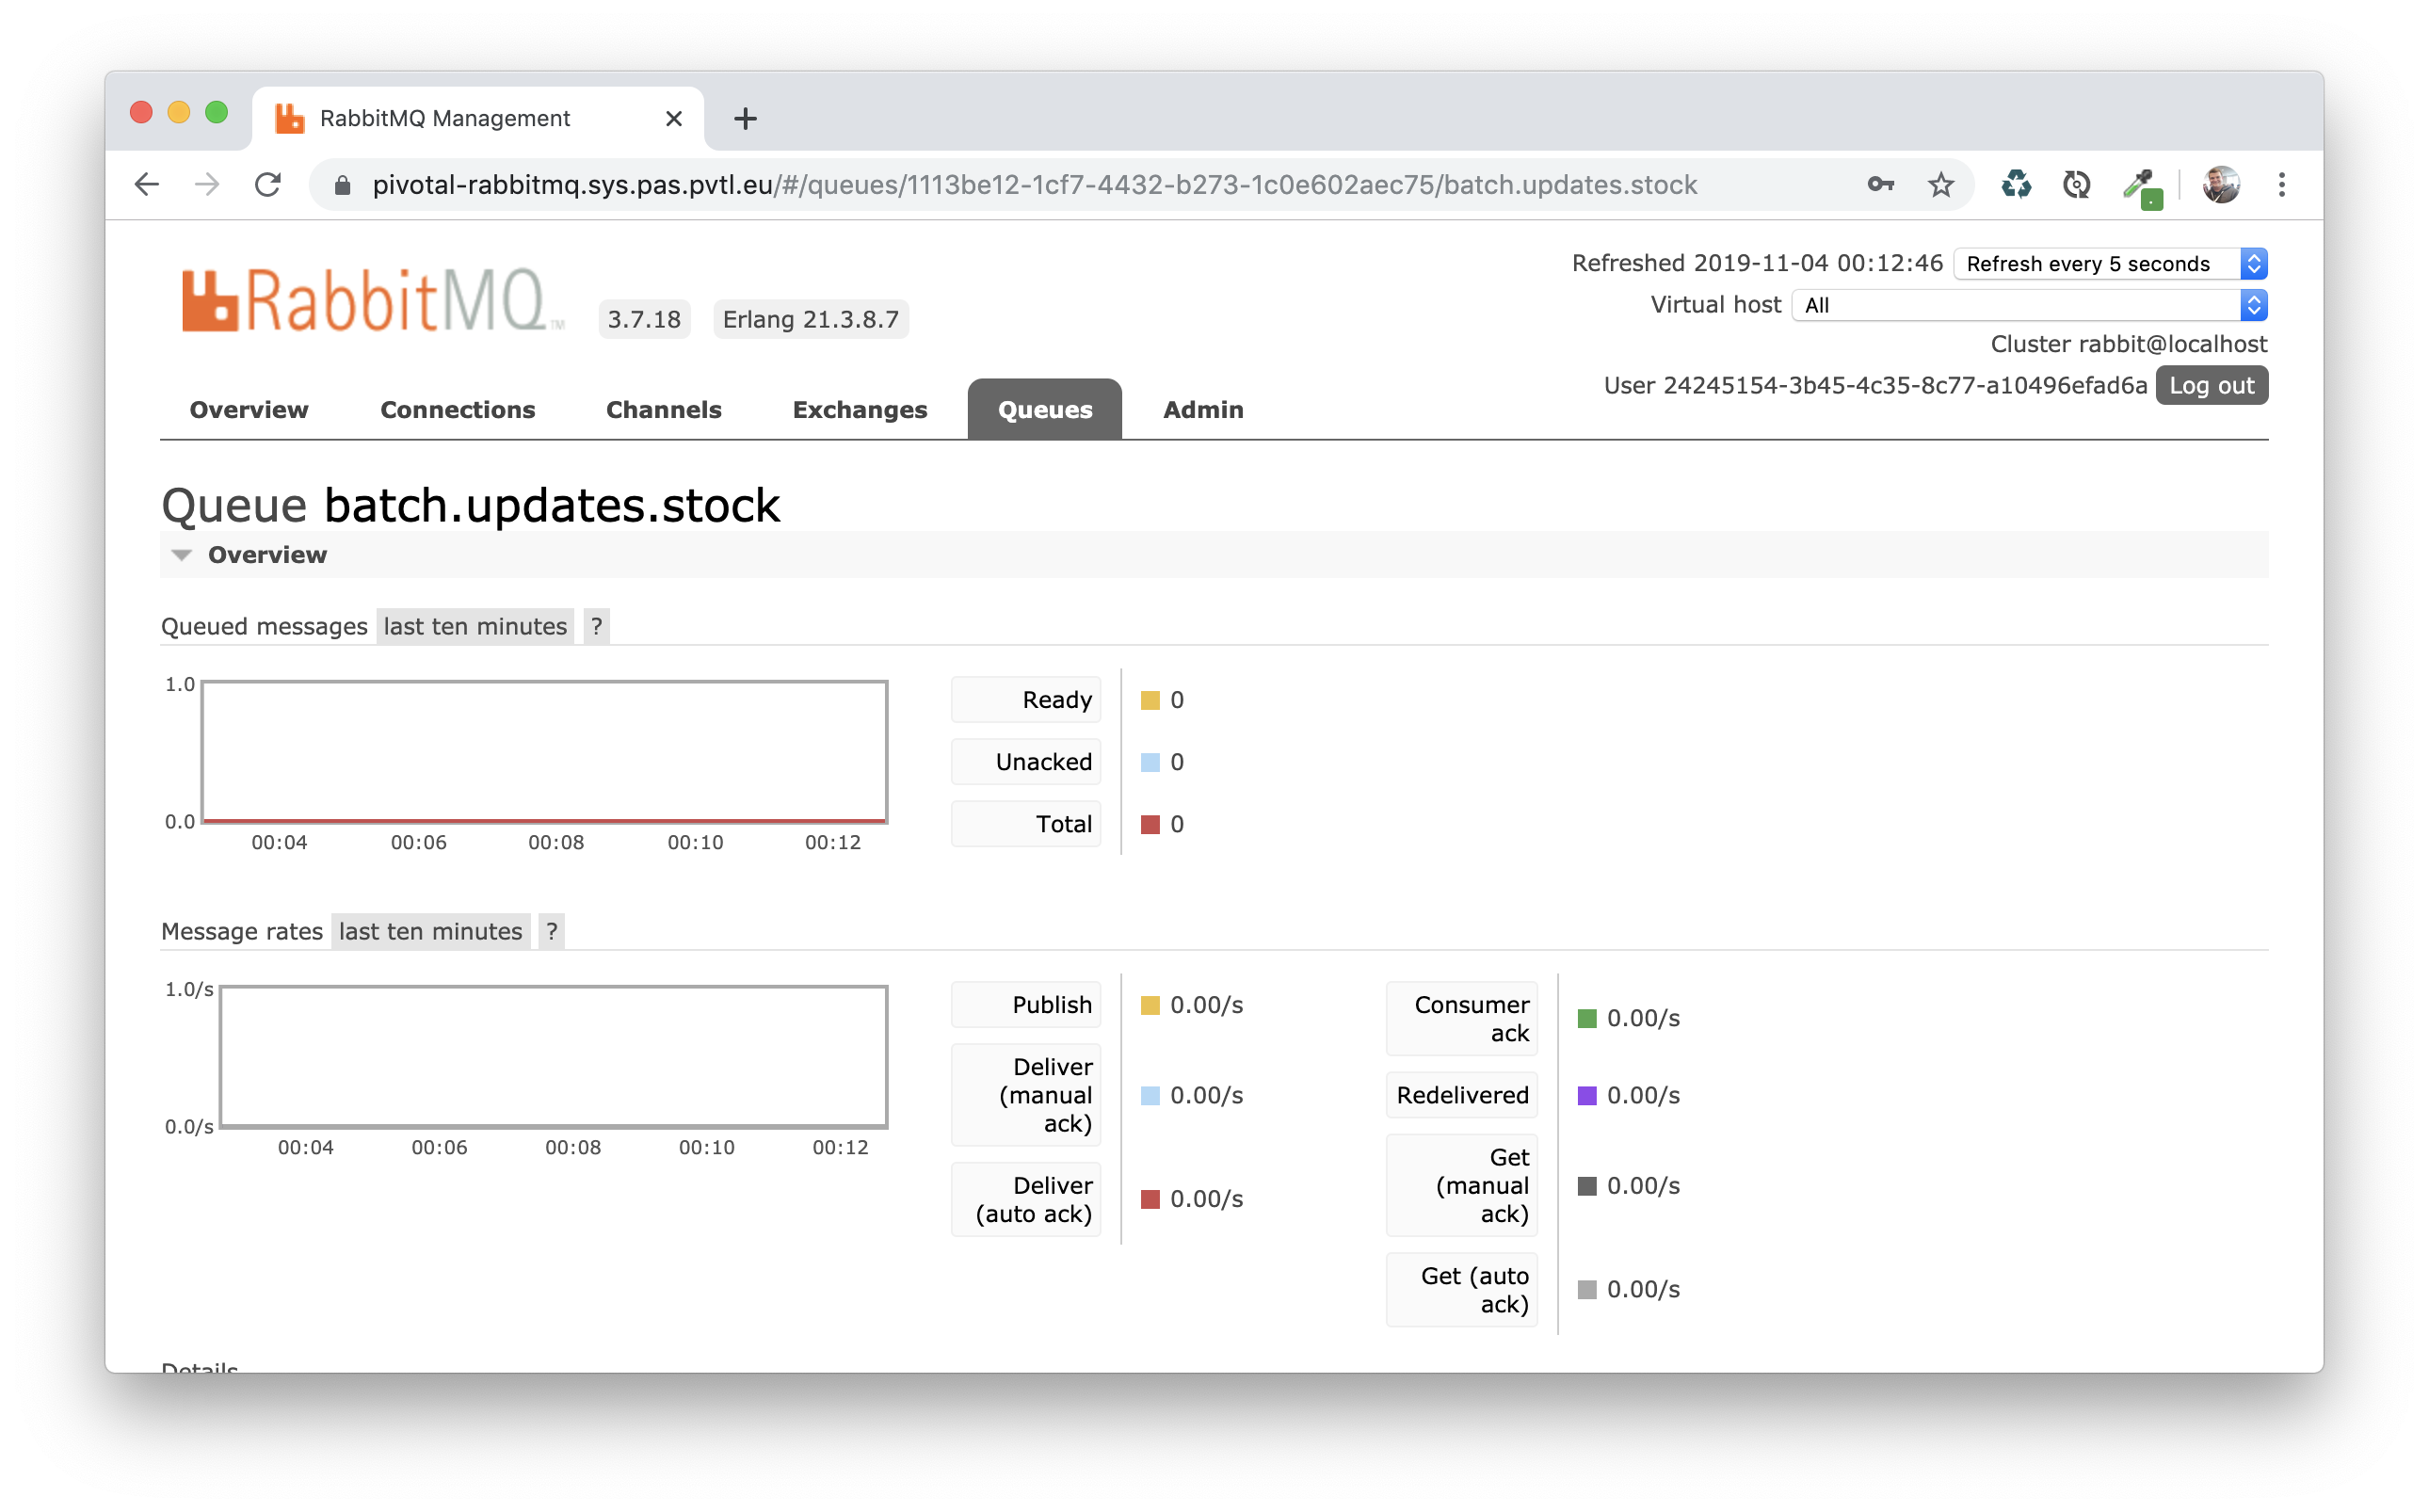 RabbitMQ Management
pivotal-rabbitmq.sys.pas.pvtl.eu/#/queues/1113be12-1cf7-4432-b273-1c0e602aec75/batch.updates.stock
RabbitMQ TM 3.7.18 Erlang 21.3.8.7
Refreshed 2019-11-04 00:12:46 Refresh every 5 seconds
Virtual host All
Cluster rabbit@localhost
User 24245154-3b45-4c35-8c77-a10496efad6a Log out
Overview Connections Channels Exchanges Queues Admin
Queue batch.updates.stock
Overview
Queued messages last ten minutes ?
1.0
0.0
00:04 00:06 00:08 00:10 00:12
Ready 0
Unacked 0
Total 0
Message rates last ten minutes ?
1.0/s
0.0/s
00:04 00:06 00:08 00:10 00:12
Publish 0.00/s
Deliver
(manual 0.00/s
ack)
Deliver
(auto ack) 0.00/s
Consumer
ack 0.00/s
Redelivered 0.00/s
Get
(manual 0.00/s
ack)
Get (auto
ack) 0.00/s
Details